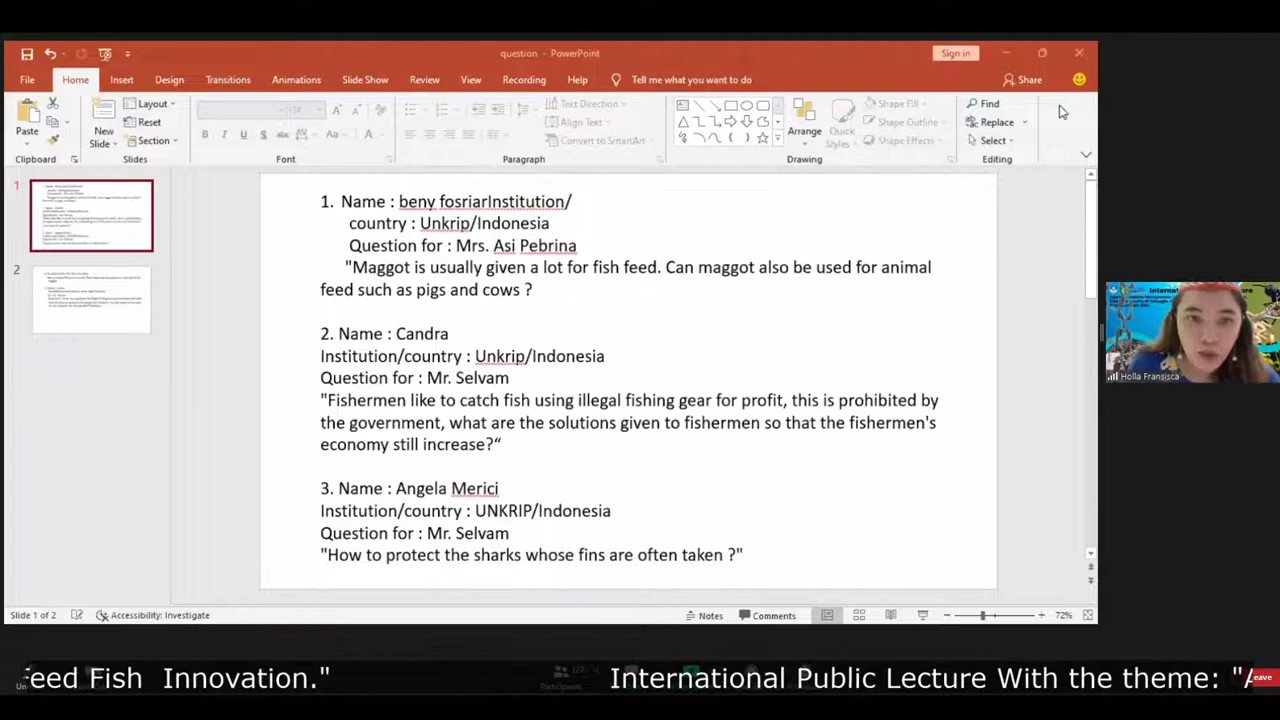 question - PowerPoint
Sign in
File Home Insert Design Transitions Animations Slide Show Review View Recording Help Tell me what you want to do Share
Paste
New Slide
Layout
Reset
Section
Text Direction
Align Text
Convert to SmartArt
Arrange
Quick Styles
Shape Fill
Shape Outline
Shape Effects
Find
Replace
Select
Clipboard Slides Font Paragraph Drawing Editing
1
2
1. Name : beny fosriarInstitution/
country : Unkrip/Indonesia
Question for : Mrs. Asi Pebrina
"Maggot is usually given a lot for fish feed. Can maggot also be used for animal
feed such as pigs and cows ?
2. Name : Candra
Institution/country : Unkrip/Indonesia
Question for : Mr. Selvam
"Fishermen like to catch fish using illegal fishing gear for profit, this is prohibited by
the government, what are the solutions given to fishermen so that the fishermen's
economy still increase?“
3. Name : Angela Merici
Institution/country : UNKRIP/Indonesia
Question for : Mr. Selvam
"How to protect the sharks whose fins are often taken ?"
Holla Fransisca
Slide 1 of 2 Accessibility: Investigate Notes Comments 72%
eed Fish Innovation." International Public Lecture With the theme: "A